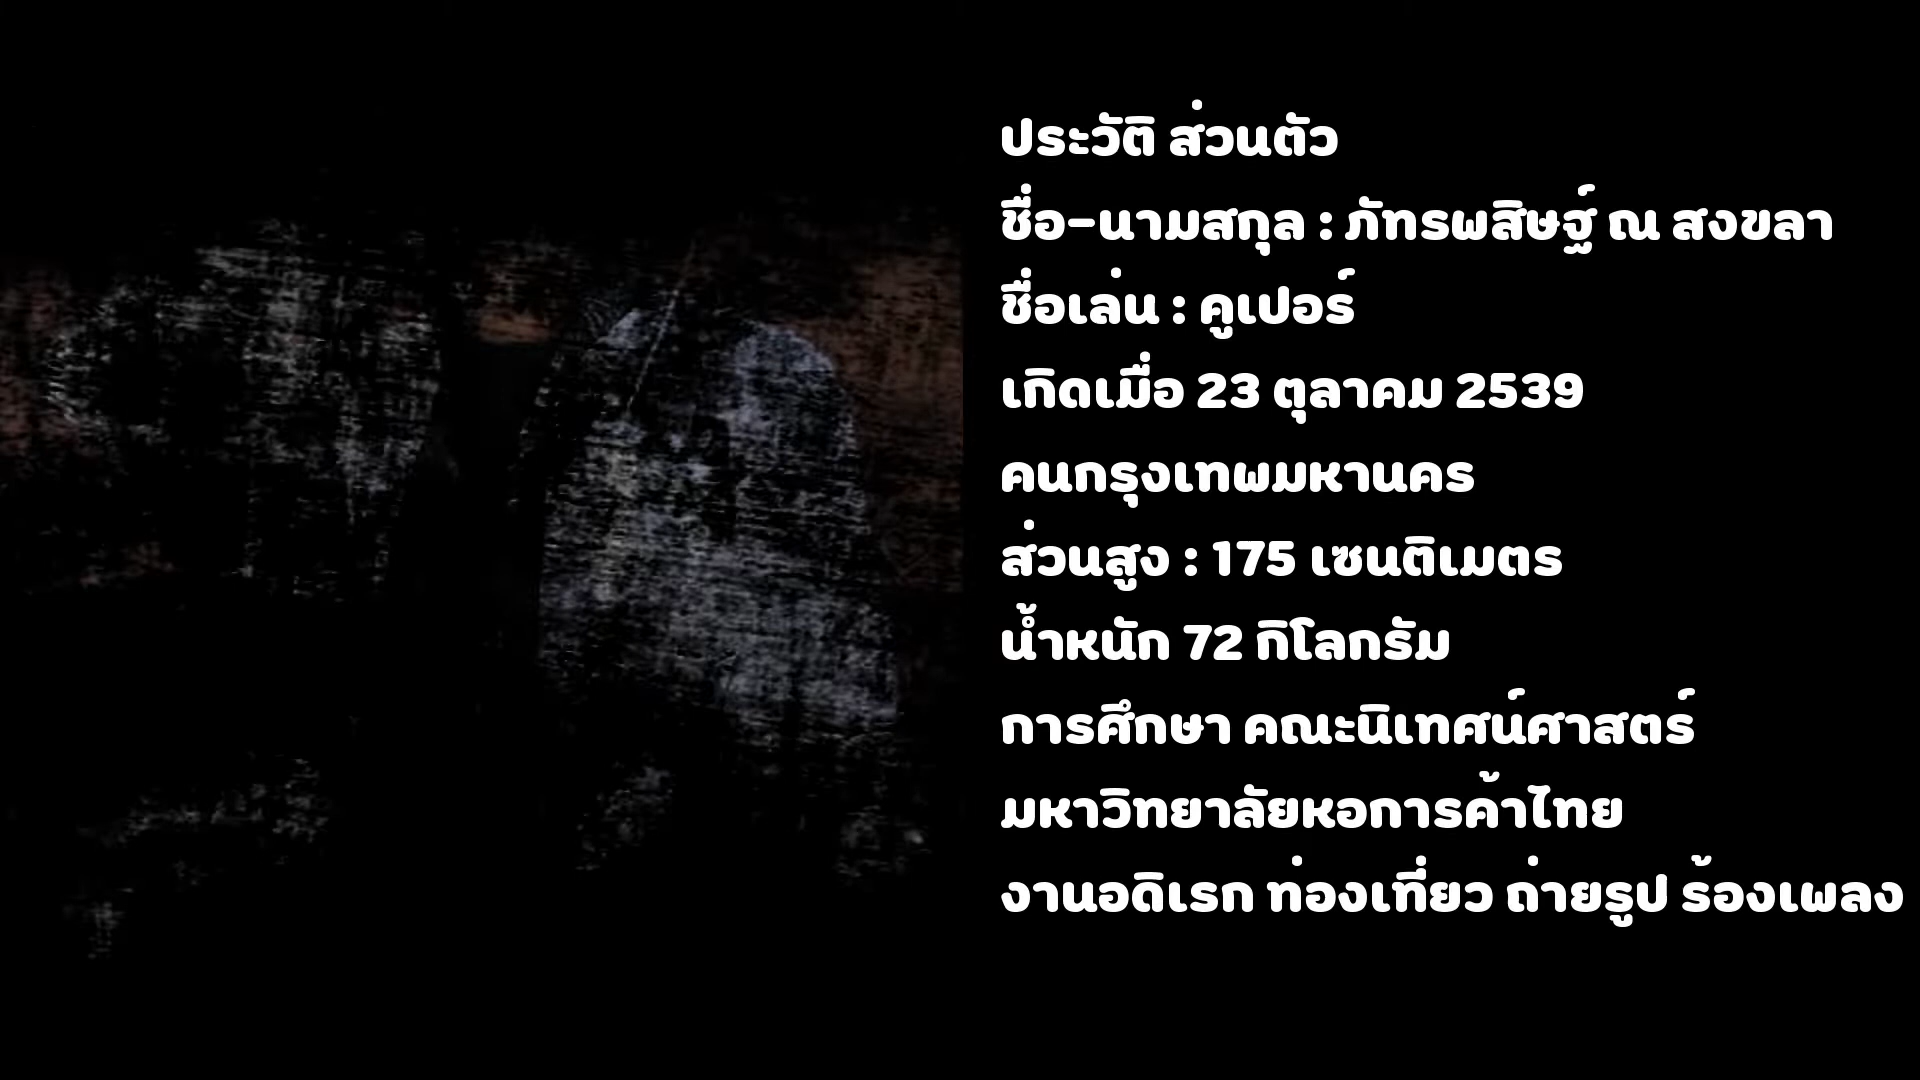 ประวัติ ส่วนตัว
ชื่อ-นามสกุล : ภัทรพสิษฐ์ ณ สงขลา
ชื่อเล่น : คูเปอร์
เกิดเมื่อ 23 ตุลาคม 2539
คนกรุงเทพมหานคร
ส่วนสูง : 175 เซนติเมตร
น้ำหนัก 72 กิโลกรัม
การศึกษา คณะนิเทศน์ศาสตร์
มหาวิทยาลัยหอการค้าไทย
งานอดิเรก ท่องเที่ยว ถ่ายรูป ร้องเพลง